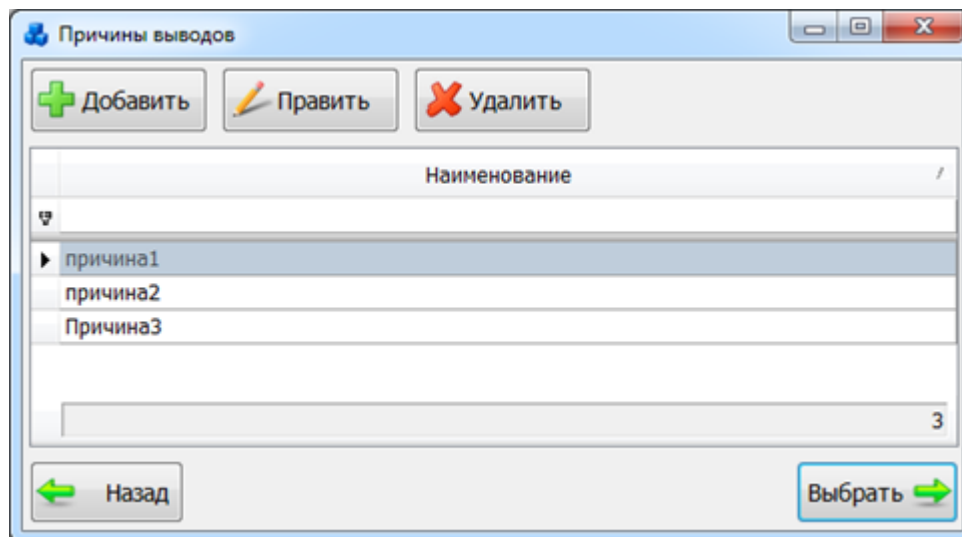 Причины выводов
Добавить Править Удалить
Наименование
причина1
причина2
Причина3
3
Назад Выбрать